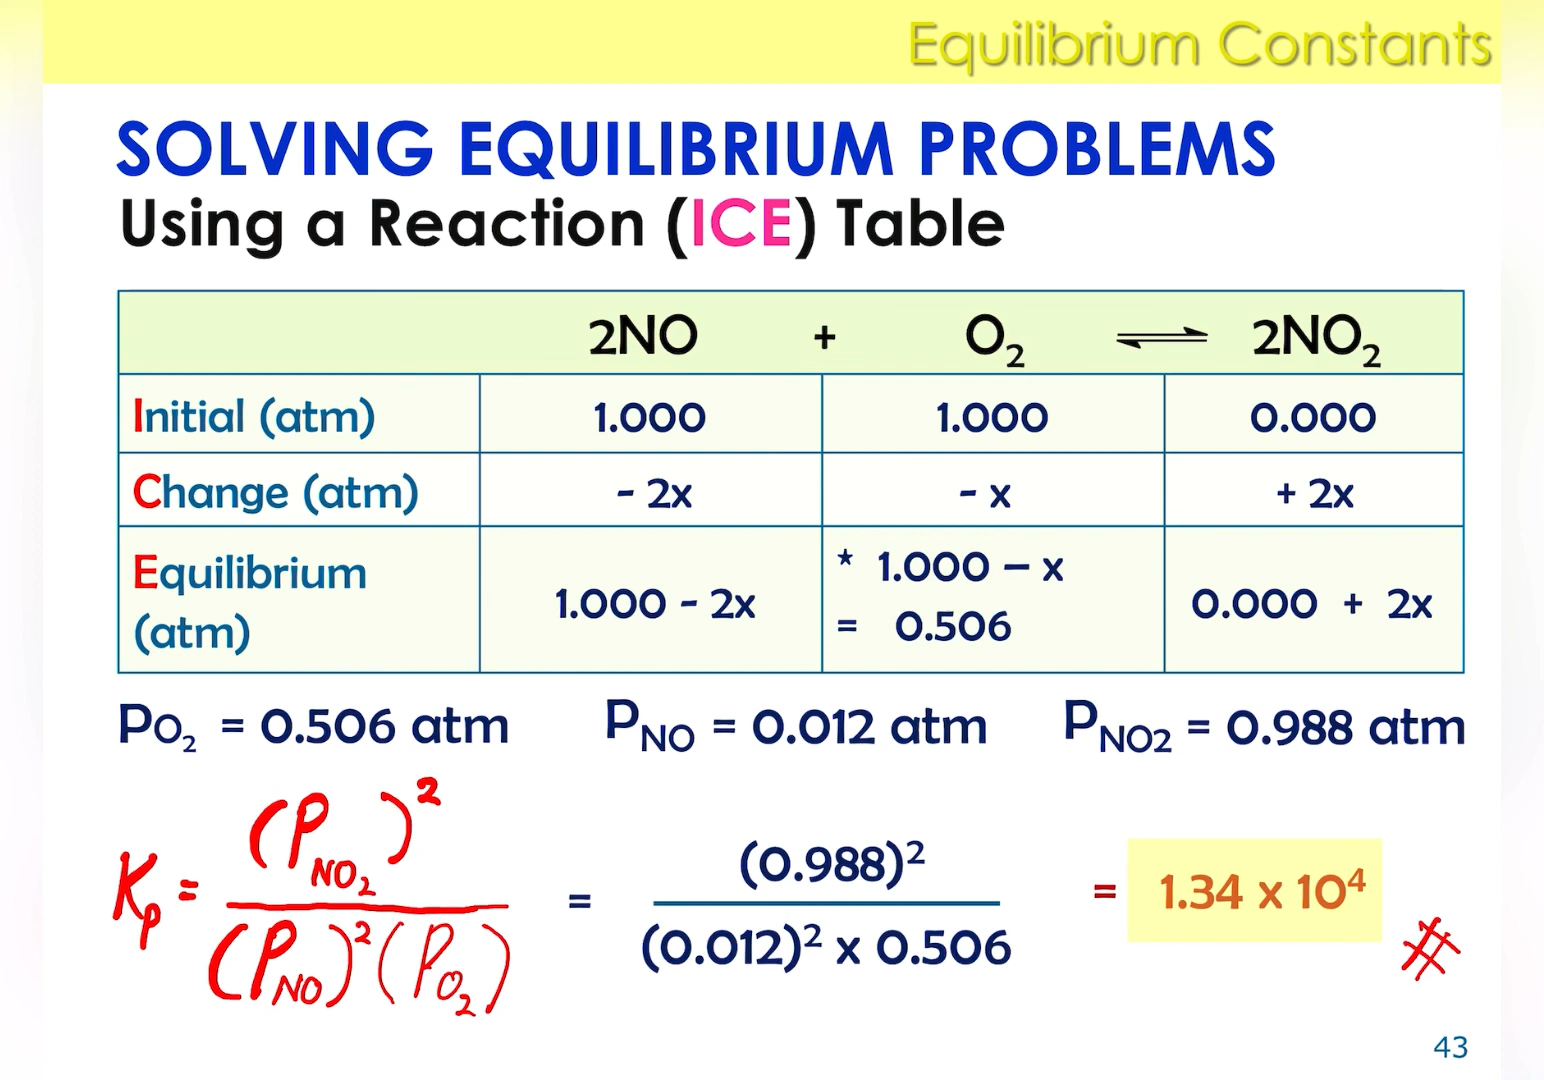 Equilibrium Constants
SOLVING EQUILIBRIUM PROBLEMS
Using a Reaction (ICE) Table
2NO + O₂ ⇌ 2NO₂
Initial (atm) 1.000 1.000 0.000
Change (atm) - 2x - x + 2x
Equilibrium (atm) 1.000 - 2x * 1.000 – x = 0.506 0.000 + 2x
PO₂ = 0.506 atm P_NO = 0.012 atm P_NO2 = 0.988 atm
Kp = (P_NO₂)² / (P_NO)² (P_O₂) = (0.988)² / (0.012)² x 0.506 = 1.34 x 10⁴ #
43